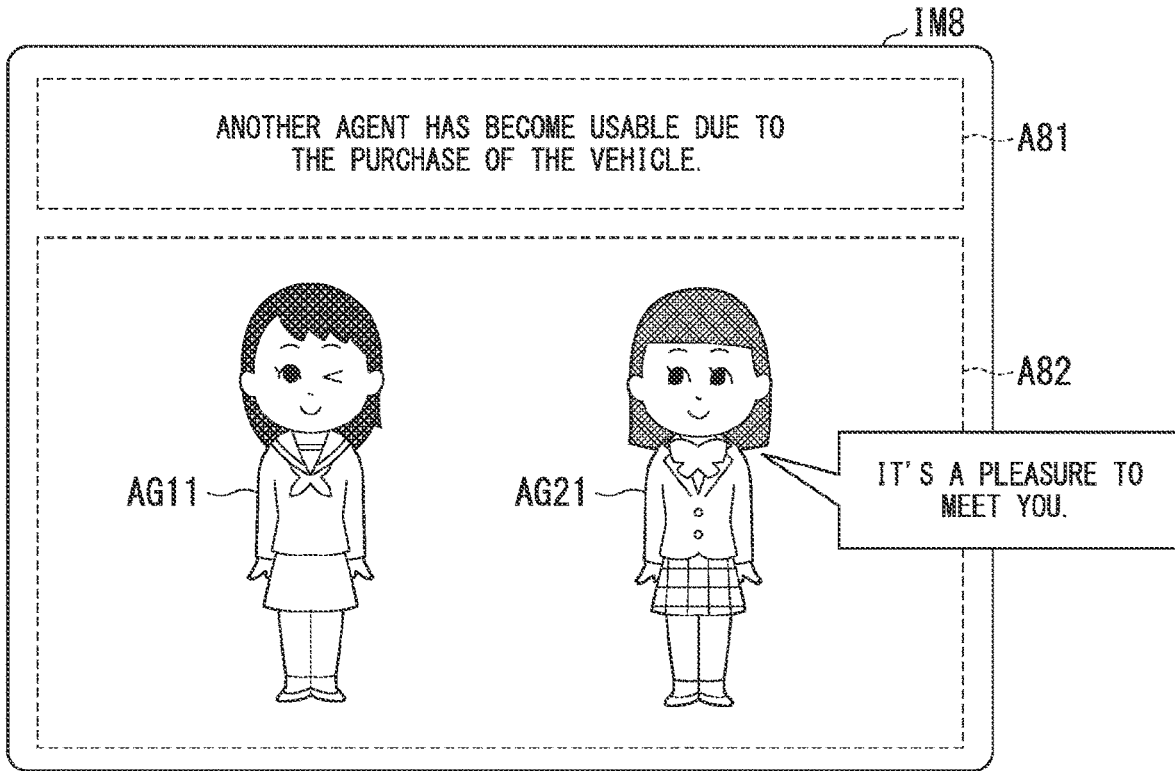 IM8
ANOTHER AGENT HAS BECOME USABLE DUE TO
THE PURCHASE OF THE VEHICLE.
A81
A82
AG11
AG21
IT'S A PLEASURE TO
MEET YOU.